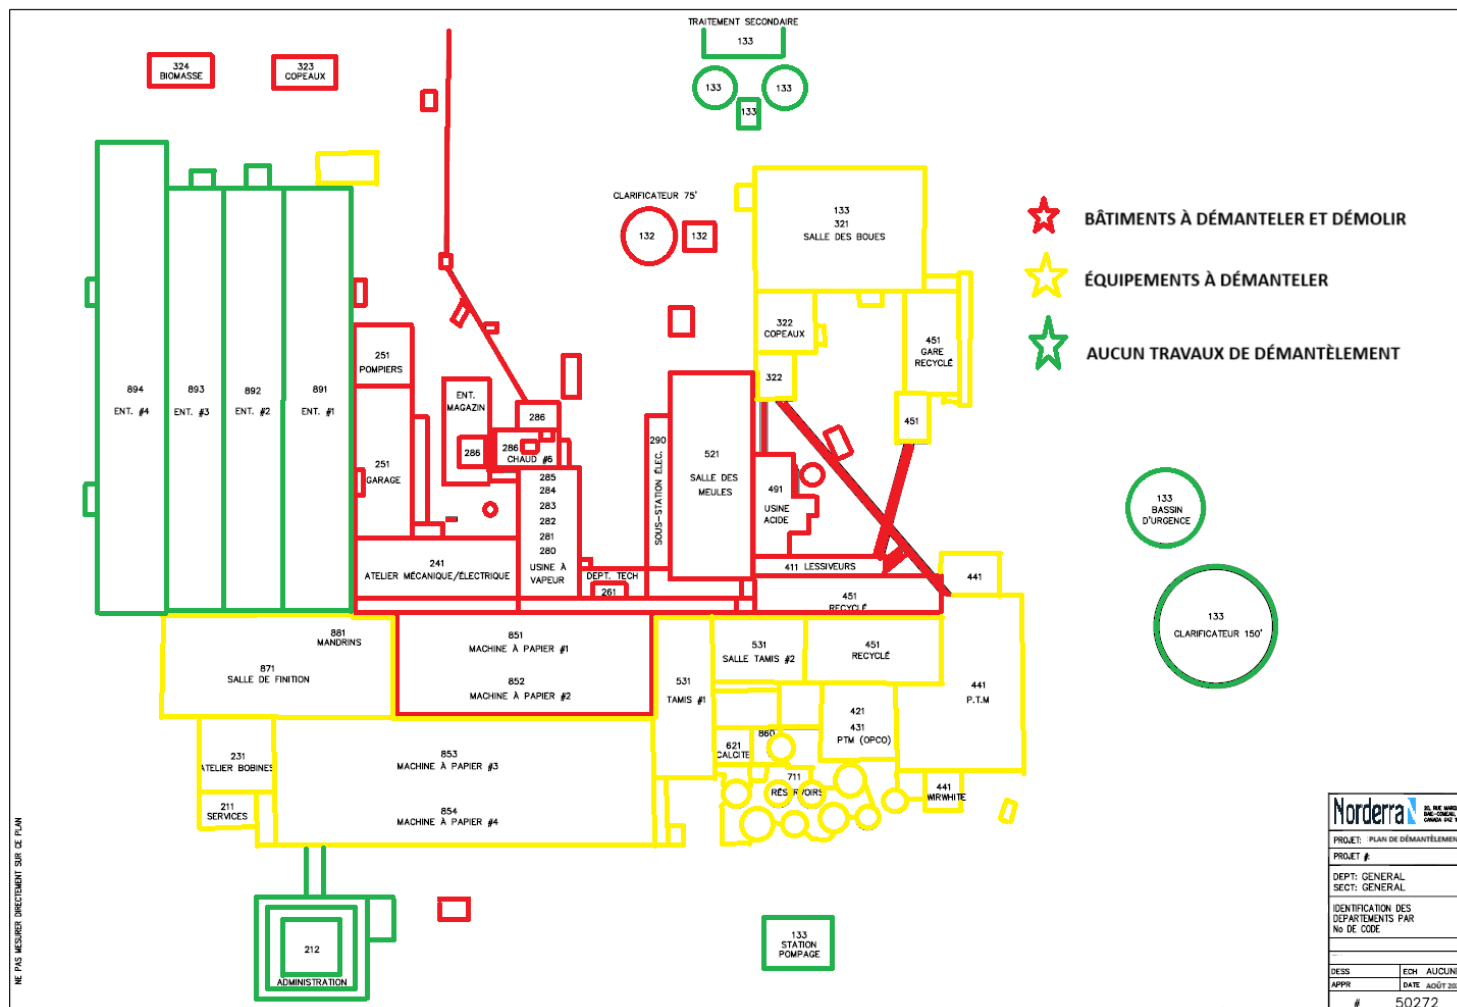 TRAITEMENT SECONDAIRE
133
324
BIOMASSE
323
COPEAUX
133
133
133
CLARIFICATEUR 75'
132
132
133
321
SALLE DES BOUES
BÂTIMENTS À DÉMANTELER ET DÉMOLIR
ÉQUIPEMENTS À DÉMANTELER
AUCUN TRAVAUX DE DÉMANTÈLEMENT
322
COPEAUX
322
451
GARE
RECYCLÉ
451
894
ENT. #4
893
ENT. #3
892
ENT. #2
891
ENT. #1
251
POMPIERS
251
GARAGE
ENT.
MAGAZIN
286
286
286
CHAUD #6
285
284
283
282
281
280
USINE À
VAPEUR
290
SOUS-STATION ÉLEC.
521
SALLE DES
MEULES
491
USINE
ACIDE
133
BASSIN
D'URGENCE
241
ATELIER MÉCANIQUE/ÉLECTRIQUE
DEPT. TECH
261
411 LESSIVEURS
451
RECYCLÉ
441
133
CLARIFICATEUR 150'
881
MANDRINS
871
SALLE DE FINITION
851
MACHINE À PAPIER #1
852
MACHINE À PAPIER #2
531
TAMIS #1
531
SALLE TAMIS #2
451
RECYCLÉ
441
P.T.M
421
431
PTM (OPCO)
860
621
CALCITE
711
RÉSERVOIRS
441
WIRWHITE
231
ATELIER BOBINES
211
SERVICES
853
MACHINE À PAPIER #3
854
MACHINE À PAPIER #4
212
ADMINISTRATION
133
STATION
POMPAGE
NE PAS MESURER DIRECTEMENT SUR CE PLAN
Norderra
PROJET: PLAN DE DÉMANTÈLEMEN
PROJET #:
DEPT: GENERAL
SECT: GENERAL
IDENTIFICATION DES
DEPARTEMENTS PAR
No DE CODE
DESS ECH AUCUNE
APPR DATE AOÛT
# 50272